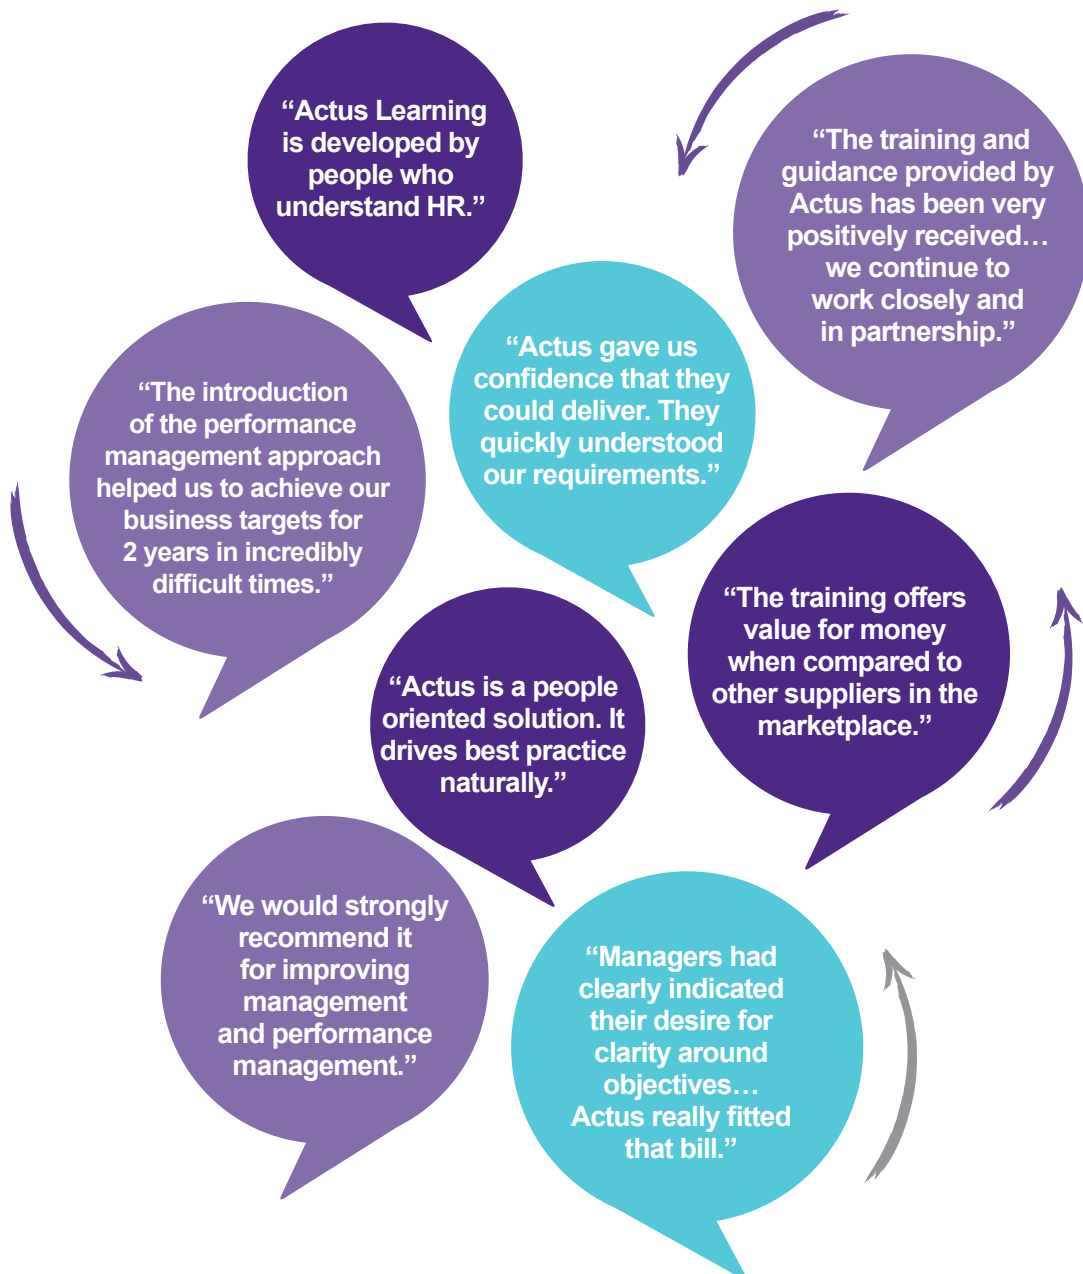 “Actus Learning
is developed by
people who
understand HR.”
“The training and
guidance provided by
Actus has been very
positively received…
we continue to
work closely and
in partnership.”
“Actus gave us
confidence that they
could deliver. They
quickly understood
our requirements.”
“The introduction
of the performance
management approach
helped us to achieve our
business targets for
2 years in incredibly
difficult times.”
“The training offers
value for money
when compared to
other suppliers in the
marketplace.”
“Actus is a people
oriented solution. It
drives best practice
naturally.”
“We would strongly
recommend it
for improving
management
and performance
management.”
“Managers had
clearly indicated
their desire for
clarity around
objectives…
Actus really fitted
that bill.”